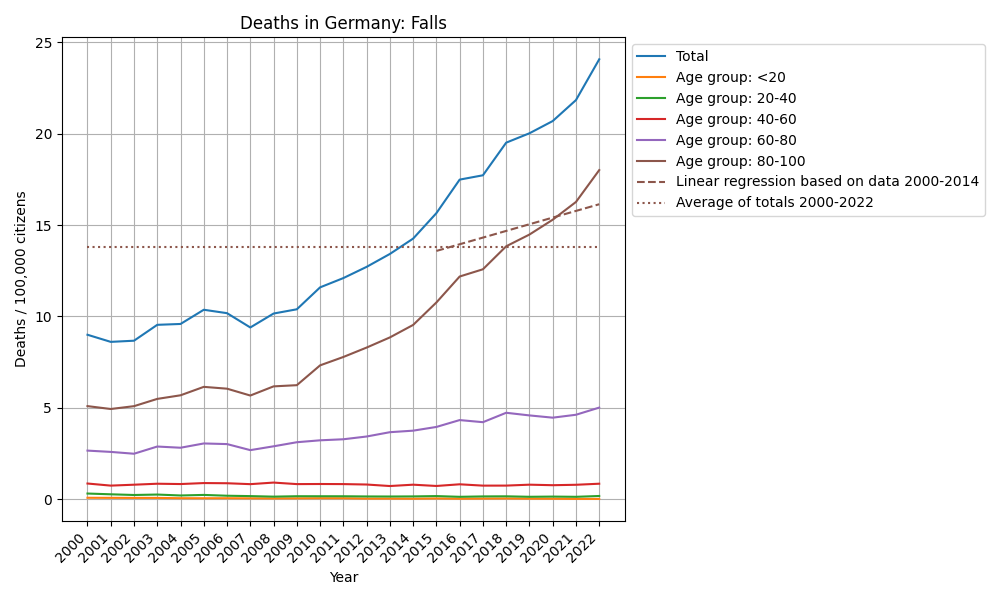 Deaths in Germany: Falls
25
20
15
10
5
0
Deaths / 100,000 citizens
2000
2001
2002
2003
2004
2005
2006
2007
2008
2009
2010
2011
2012
2013
2014
2015
2016
2017
2018
2019
2020
2021
2022
Year
Total
Age group: <20
Age group: 20-40
Age group: 40-60
Age group: 60-80
Age group: 80-100
Linear regression based on data 2000-2014
Average of totals 2000-2022